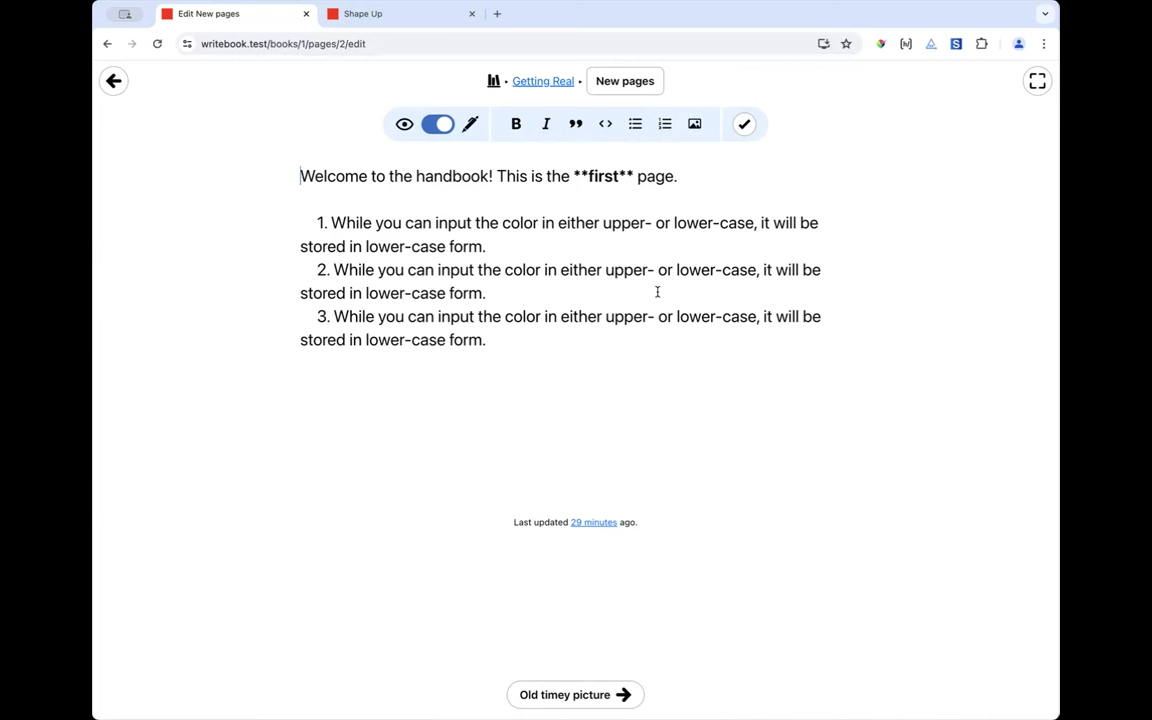 Edit New pages
Shape Up
writebook.test/books/1/pages/2/edit
Getting Real
New pages
B I
Welcome to the handbook! This is the **first** page.
1. While you can input the color in either upper- or lower-case, it will be
stored in lower-case form.
2. While you can input the color in either upper- or lower-case, it will be
stored in lower-case form.
3. While you can input the color in either upper- or lower-case, it will be
stored in lower-case form.
Last updated 29 minutes ago.
Old timey picture